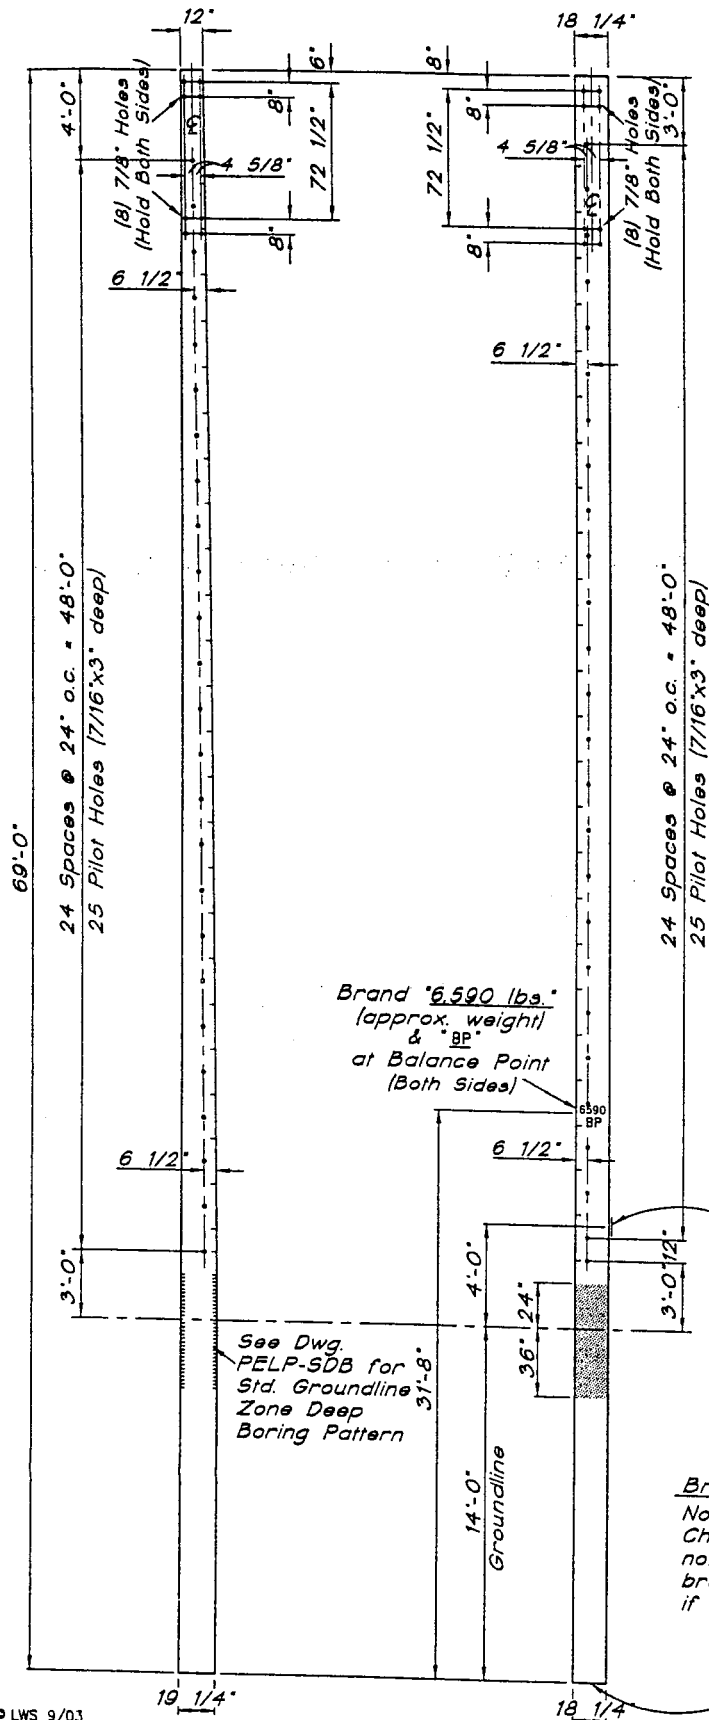 12"
18 1/4"
6"
8"
4'-0"
(8) 7/8" Holes
(Hold Both Sides)
8"
72 1/2"
4 5/8"
8"
6 1/2"
8"
72 1/2"
4 5/8"
8"
3'-0"
(8) 7/8" Holes
(Hold Both Sides)
6 1/2"
69'-0"
24 Spaces @ 24" o.c. = 48'-0"
25 Pilot Holes (7/16"x3" deep)
24 Spaces @ 24" o.c. = 48'-0"
25 Pilot Holes (7/16"x3" deep)
Brand "6,590 lbs."
(approx. weight)
& "BP"
at Balance Point
(Both Sides)
6590
BP
6 1/2"
6 1/2"
3'-0"
4'-0"
12"
3'-0"
24"
36"
31'-8"
See Dwg.
PELP-SDB for
Std. Groundline
Zone Deep
Boring Pattern
14'-0"
Groundline
No
Ch
if
19 1/4"
18 1/4"
© LWS 9/03